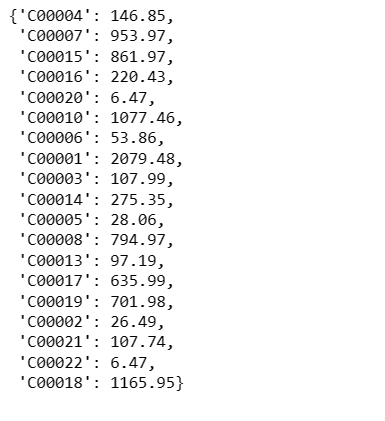 {'C00004': 146.85,
'C00007': 953.97,
'C00015': 861.97,
'C00016': 220.43,
'C00020': 6.47,
'C00010': 1077.46,
'C00006': 53.86,
'C00001': 2079.48,
'C00003': 107.99,
'C00014': 275.35,
'C00005': 28.06,
'C00008': 794.97,
'C00013': 97.19,
'C00017': 635.99,
'C00019': 701.98,
'C00002': 26.49,
'C00021': 107.74,
'C00022': 6.47,
'C00018': 1165.95}